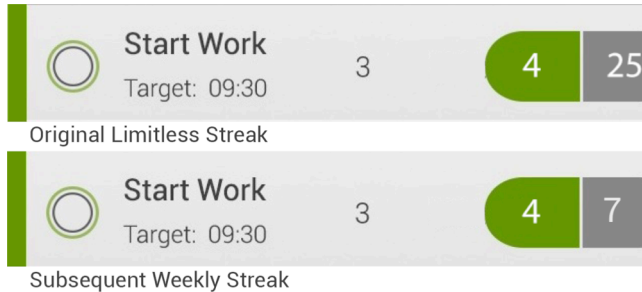 Start Work
Target: 09:30
3
4
25
Original Limitless Streak
Start Work
Target: 09:30
3
4
7
Subsequent Weekly Streak